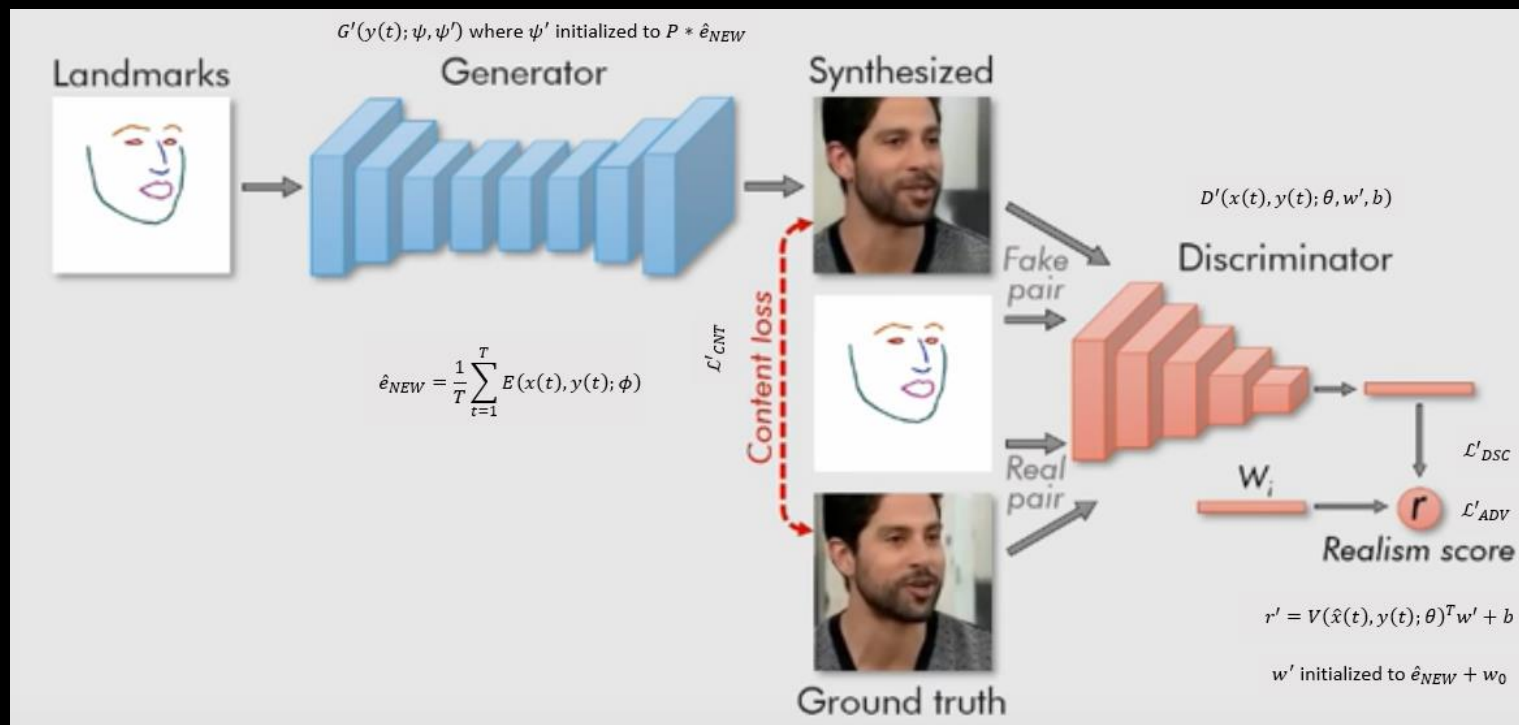 G′(y(t); ψ, ψ′) where ψ′ initialized to P * ê_NEW
Landmarks
Generator
Synthesized
D′(x(t), y(t); θ, w′, b)
Discriminator
Fake
pair
ê_NEW = 1/T ∑_{t=1}^{T} E(x(t), y(t); ϕ)
ℒ′_CNT
Content loss
Real
pair
W_i
r
ℒ′_DSC
ℒ′_ADV
Realism score
r′ = V(x̂(t), y(t); θ)^T w′ + b
w′ initialized to ê_NEW + w_0
Ground truth